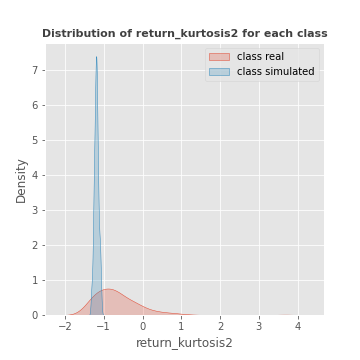 Distribution of return_kurtosis2 for each class
class real
class simulated
7
6
5
4
3
2
1
0
Density
−2 −1 0 1 2 3 4
return_kurtosis2